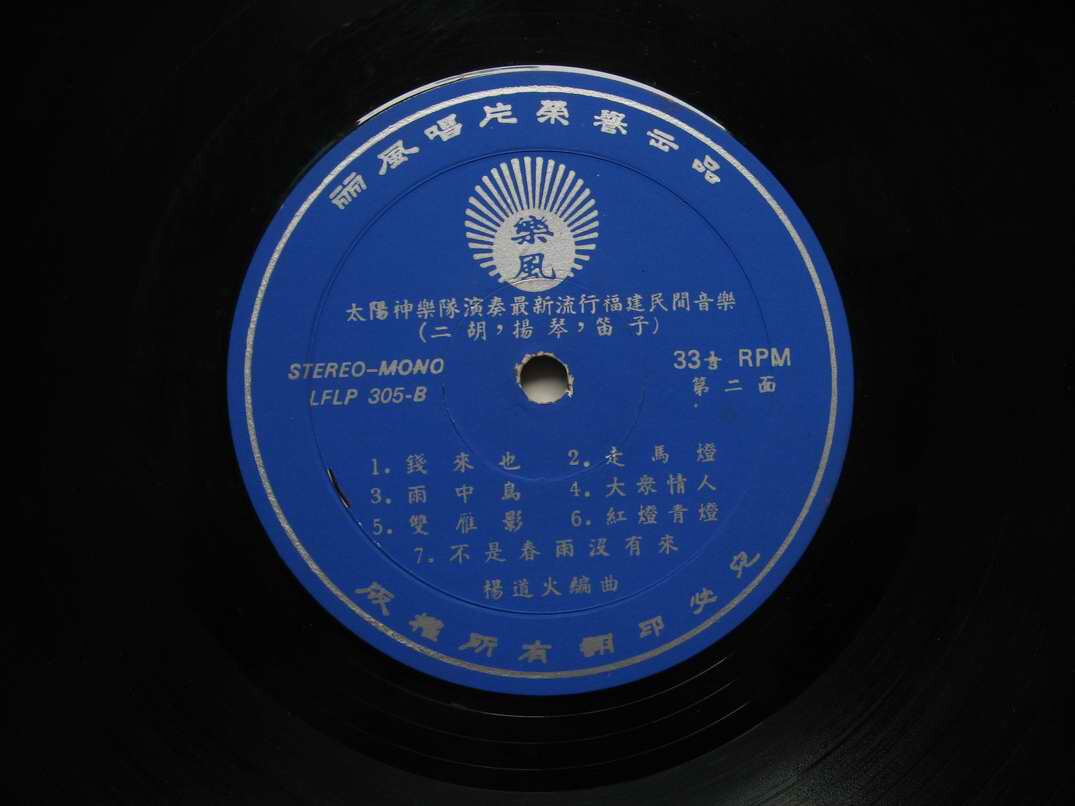 丽風唱片榮譽出品
樂風
太陽神樂隊演奏最新流行福建民間音樂
(二胡，揚琴，笛子)
STEREO-MONO 33⅓ RPM
LFLP 305-B 第二面
1. 錢來也 2. 走馬燈
3. 雨中鳥 4. 大衆情人
5. 雙雁影 6. 紅燈青燈
7. 不是春雨沒有來
楊道火編曲
版權所有翻印必究